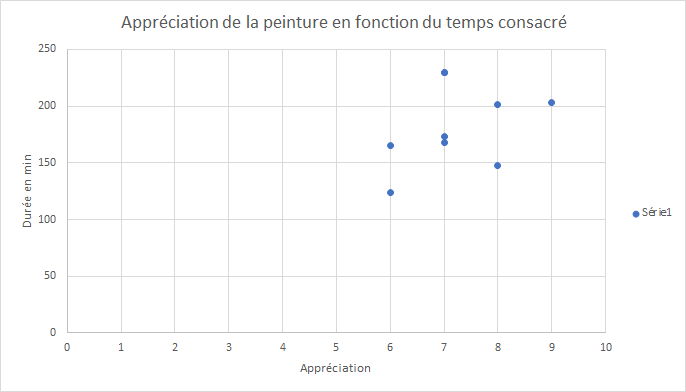 Appréciation de la peinture en fonction du temps consacré
250
200
150
100
50
0
Durée en min
0 1 2 3 4 5 6 7 8 9 10
Appréciation
Série1